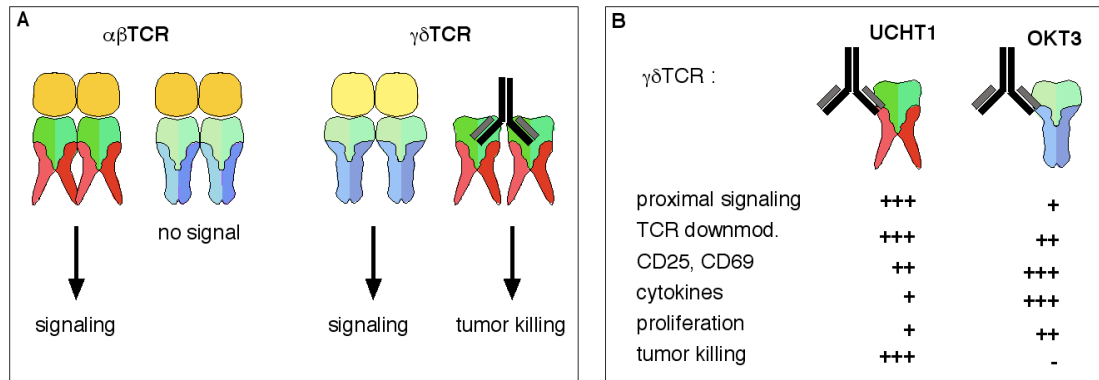 A
αβTCR
γδTCR
no signal
signaling
signaling
tumor killing
B
UCHT1
OKT3
γδTCR :
proximal signaling +++ +
TCR downmod. +++ ++
CD25, CD69 ++ +++
cytokines + +++
proliferation + ++
tumor killing +++ -